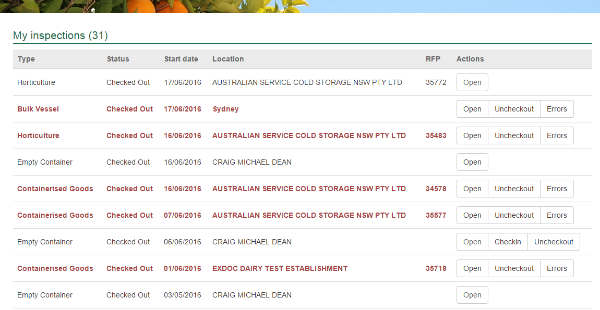 My inspections (31)
Type Status Start date Location RFP Actions
Horticulture Checked Out 17/06/2016 AUSTRALIAN SERVICE COLD STORAGE NSW PTY LTD 35772 Open
Bulk Vessel Checked Out 17/06/2016 Sydney Open Uncheckout Errors
Horticulture Checked Out 16/06/2016 AUSTRALIAN SERVICE COLD STORAGE NSW PTY LTD 35483 Open Uncheckout Errors
Empty Container Checked Out 16/06/2016 CRAIG MICHAEL DEAN Open
Containerised Goods Checked Out 16/06/2016 AUSTRALIAN SERVICE COLD STORAGE NSW PTY LTD 34578 Open Uncheckout Errors
Containerised Goods Checked Out 07/06/2016 AUSTRALIAN SERVICE COLD STORAGE NSW PTY LTD 35577 Open Uncheckout Errors
Empty Container Checked Out 06/06/2016 CRAIG MICHAEL DEAN Open Checkin Uncheckout
Containerised Goods Checked Out 01/06/2016 EXDOC DAIRY TEST ESTABLISHMENT 35718 Open Uncheckout Errors
Empty Container Checked Out 03/05/2016 CRAIG MICHAEL DEAN Open